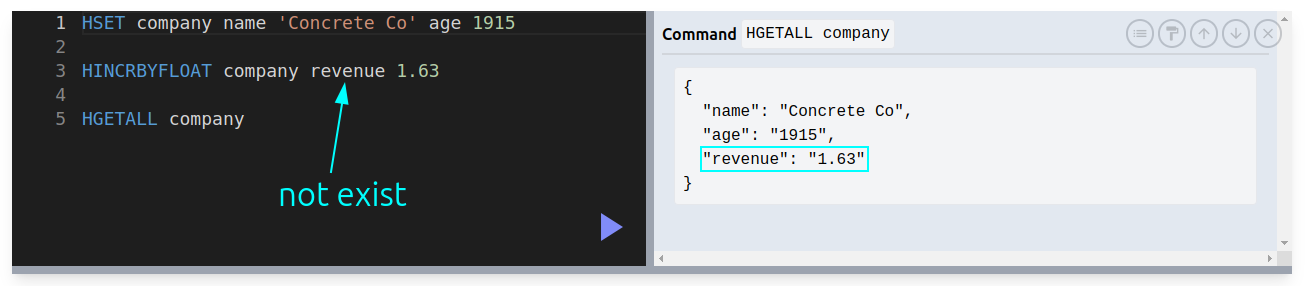 1 HSET company name 'Concrete Co' age 1915
2
3 HINCRBYFLOAT company revenue 1.63
4
5 HGETALL company
not exist
Command HGETALL company
{
"name": "Concrete Co",
"age": "1915",
"revenue": "1.63"
}